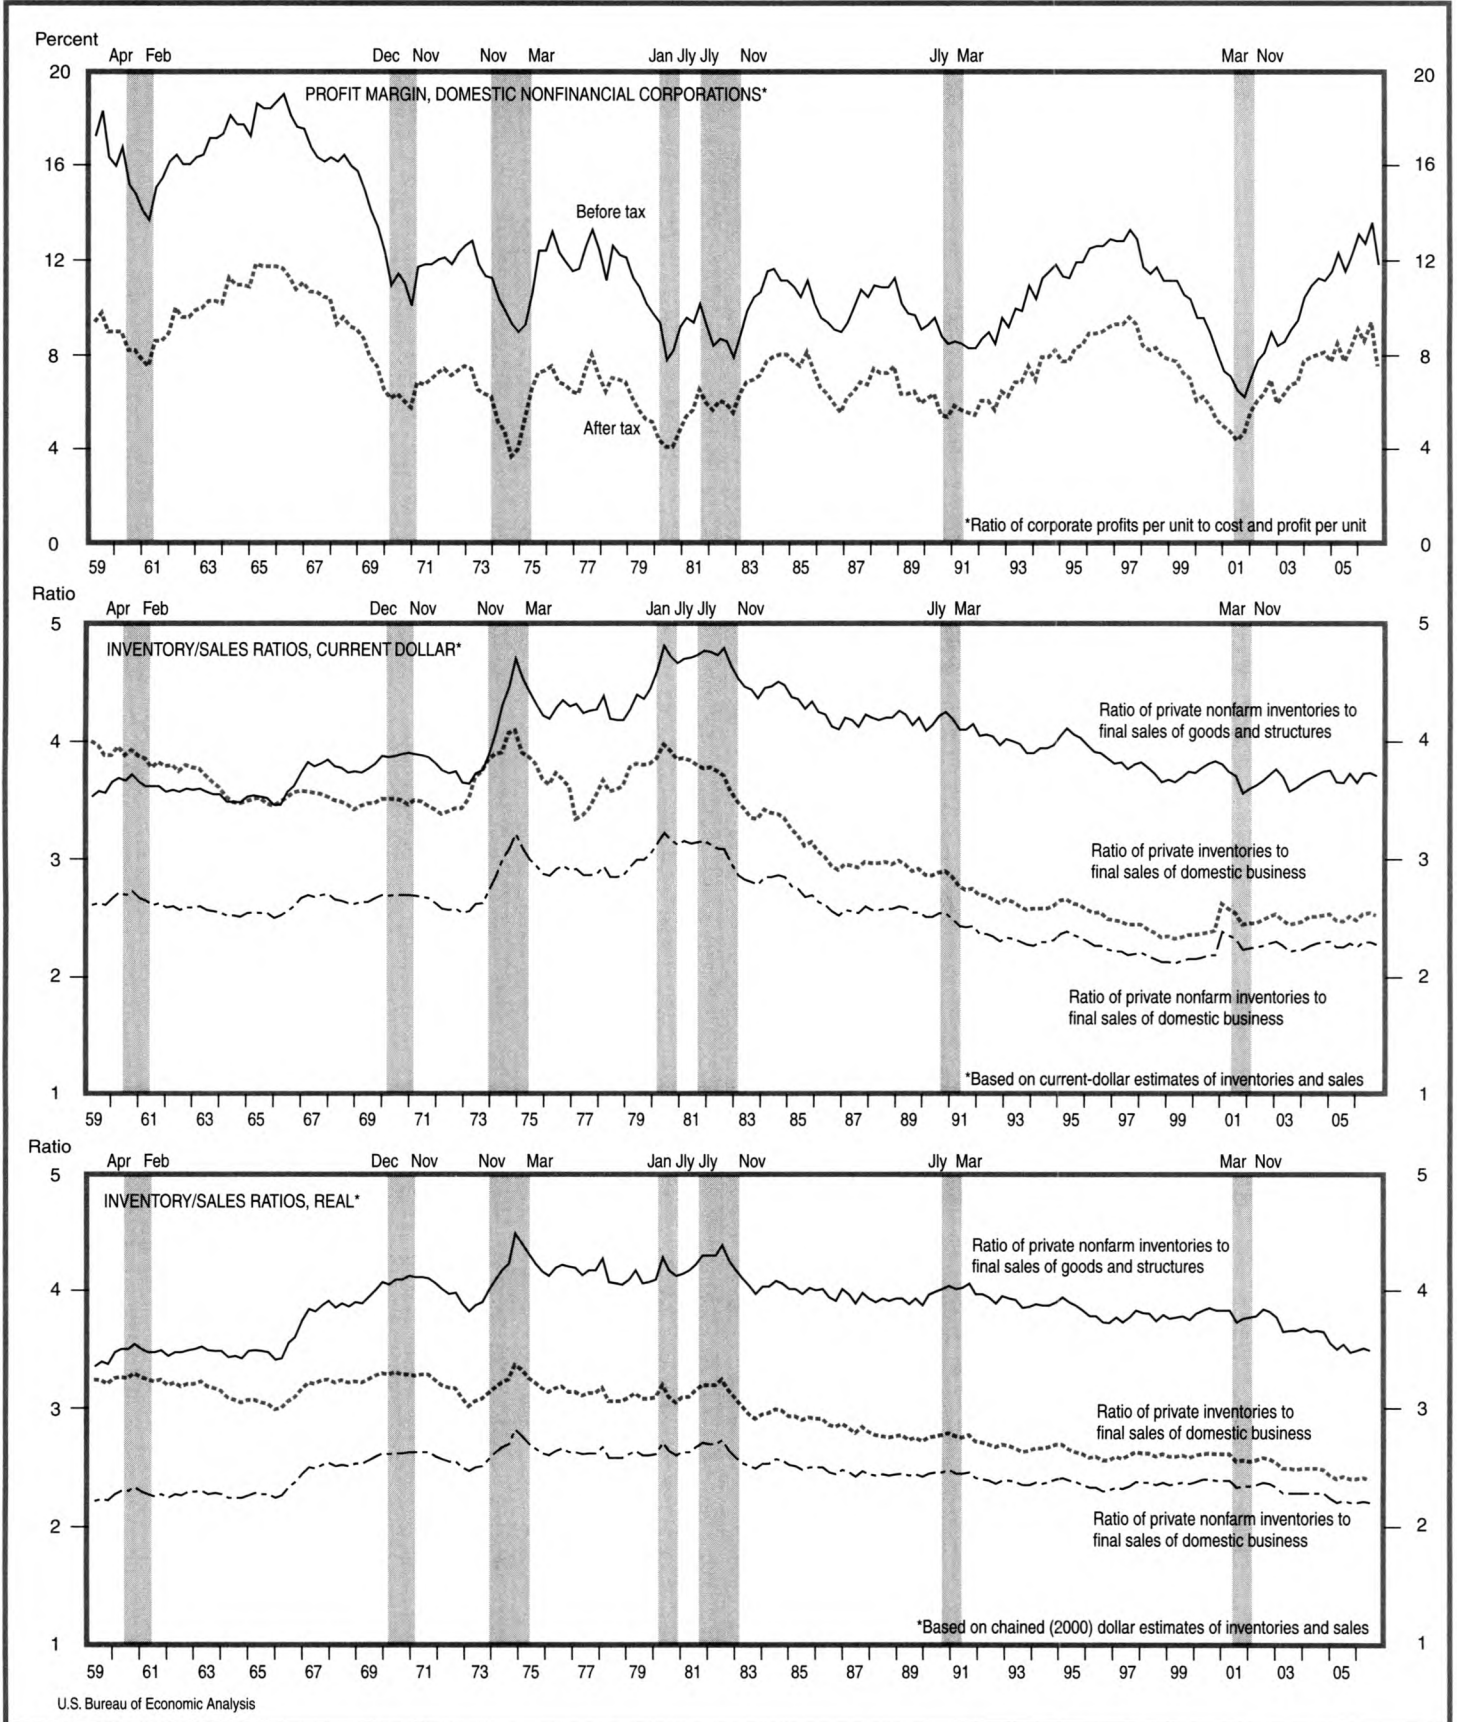 Percent
Apr Feb Dec Nov Nov Mar Jan Jly Jly Nov Jly Mar Mar Nov
20 20
PROFIT MARGIN, DOMESTIC NONFINANCIAL CORPORATIONS*
16 16
Before tax
12 12
8 8
After tax
4 4
*Ratio of corporate profits per unit to cost and profit per unit
0 0
59 61 63 65 67 69 71 73 75 77 79 81 83 85 87 89 91 93 95 97 99 01 03 05
Ratio
Apr Feb Dec Nov Nov Mar Jan Jly Jly Nov Jly Mar Mar Nov
5 5
INVENTORY/SALES RATIOS, CURRENT DOLLAR*
Ratio of private nonfarm inventories to
final sales of goods and structures
4 4
Ratio of private inventories to
final sales of domestic business
3 3
2 2
Ratio of private nonfarm inventories to
final sales of domestic business
*Based on current-dollar estimates of inventories and sales
1 1
59 61 63 65 67 69 71 73 75 77 79 81 83 85 87 89 91 93 95 97 99 01 03 05
Ratio
Apr Feb Dec Nov Nov Mar Jan Jly Jly Nov Jly Mar Mar Nov
5 5
INVENTORY/SALES RATIOS, REAL*
Ratio of private nonfarm inventories to
final sales of goods and structures
4 4
3 3
Ratio of private inventories to
final sales of domestic business
2 2
Ratio of private nonfarm inventories to
final sales of domestic business
*Based on chained (2000) dollar estimates of inventories and sales
1 1
59 61 63 65 67 69 71 73 75 77 79 81 83 85 87 89 91 93 95 97 99 01 03 05
U.S. Bureau of Economic Analysis